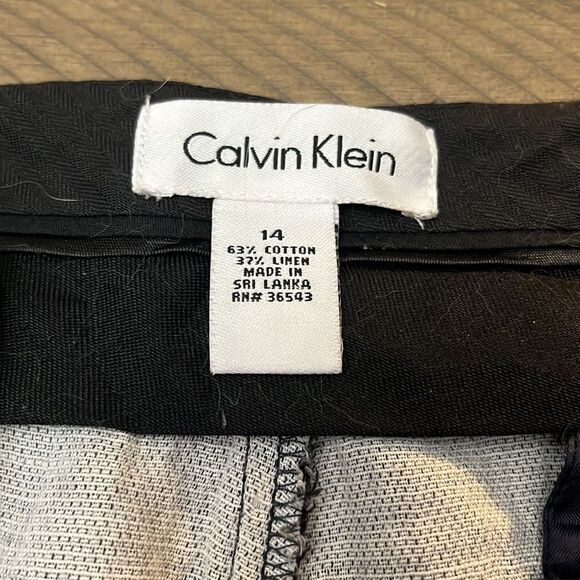 Calvin Klein
14
63% COTTON
37% LINEN
MADE IN
SRI LANKA
RN# 36543